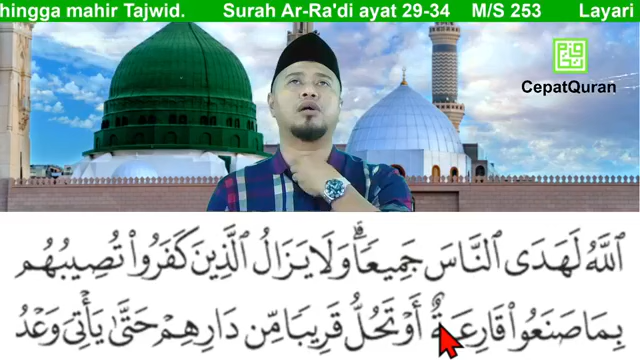 hingga mahir Tajwid. Surah Ar-Ra'di ayat 29-34 M/S 253 Layari
CepatQuran
ٱللَّهُ لَهَدَى ٱلنَّاسَ جَمِيعًاۗ وَلَا يَزَالُ ٱلَّذِينَ كَفَرُوا۟ تُصِيبُهُم
بِمَا صَنَعُوا۟ قَارِعَةٌ أَوْ تَحُلُّ قَرِيبًا مِّن دَارِهِمْ حَتَّىٰ يَأْتِىَ وَعْدُ